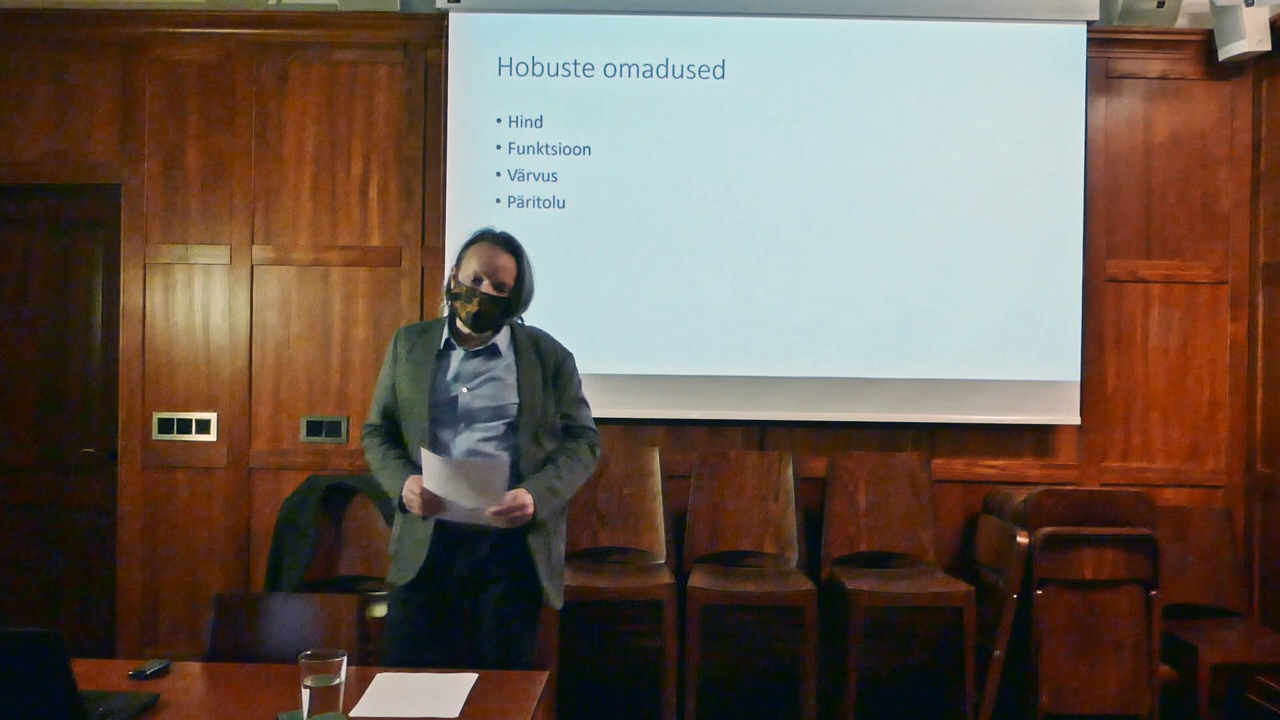 Hobuste omadused
• Hind
• Funktsioon
• Värvus
• Päritolu